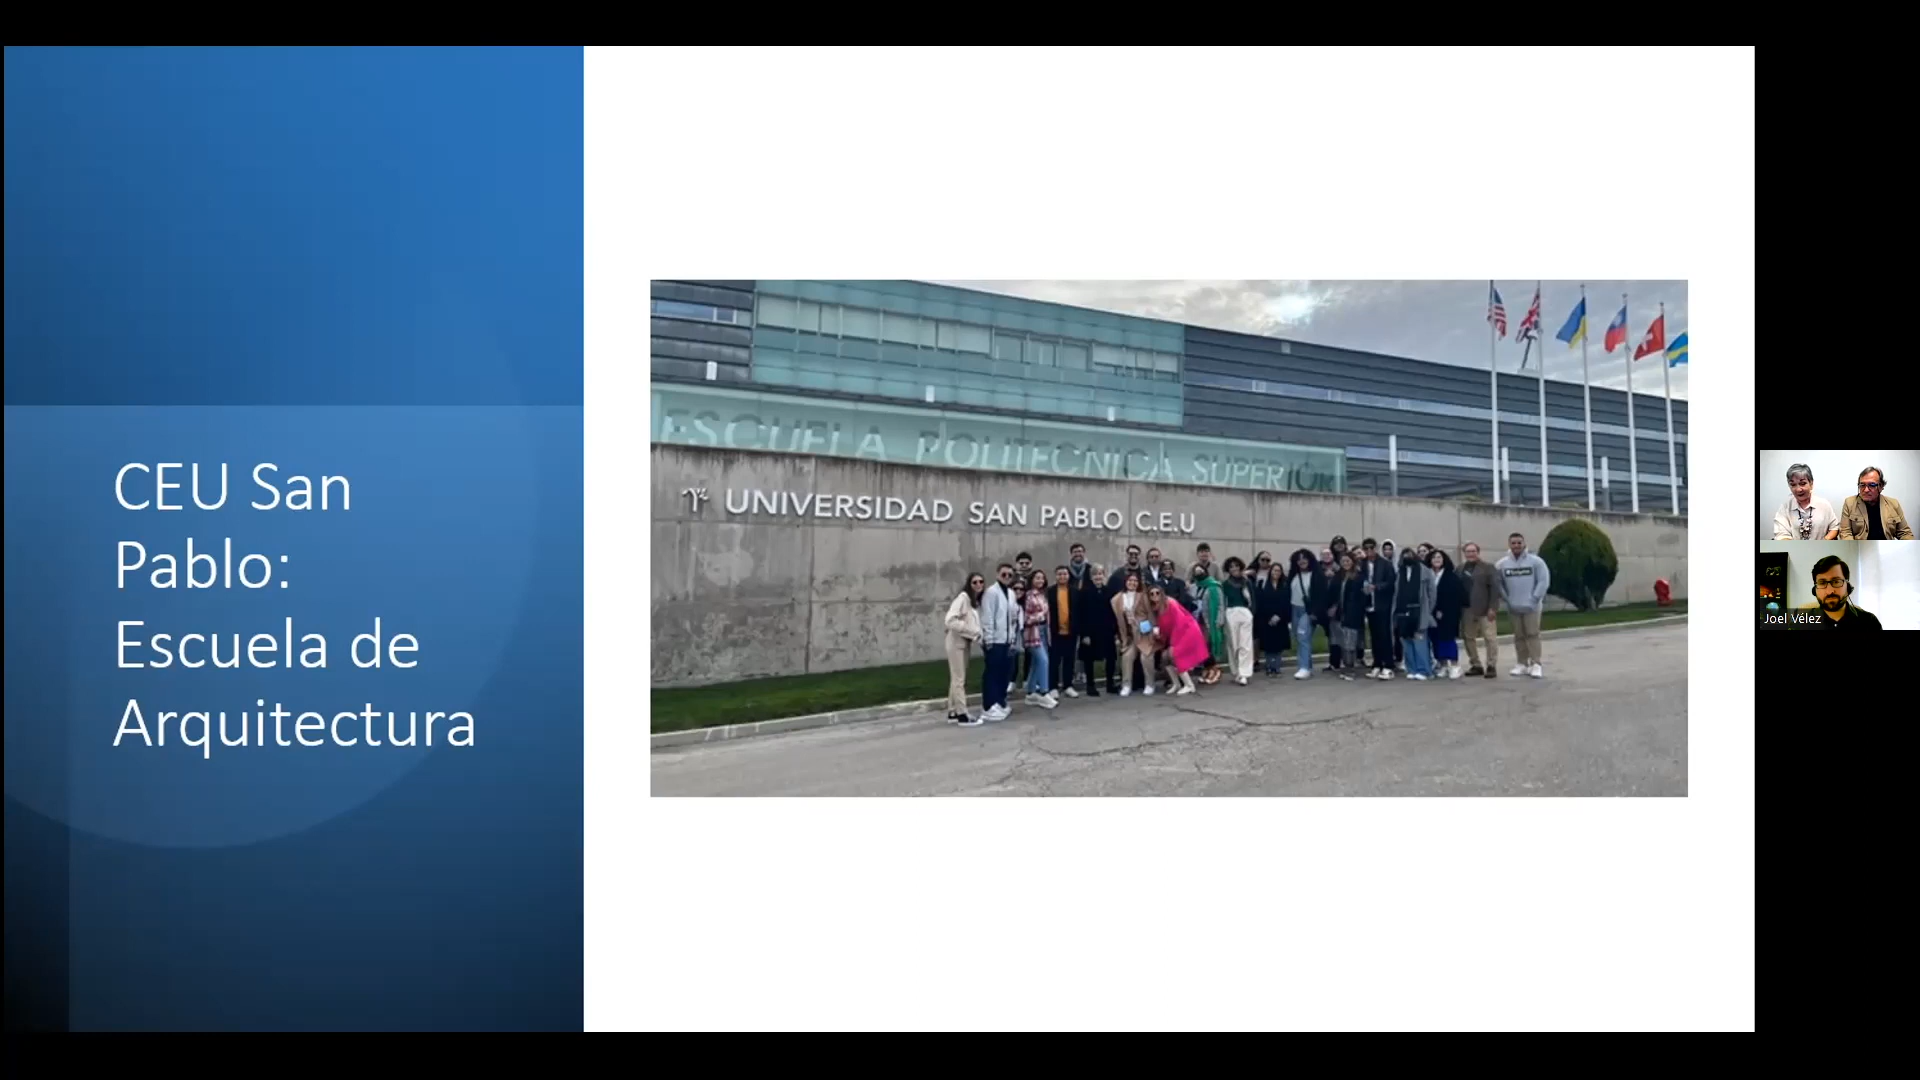 CEU San
Pablo:
Escuela de
Arquitectura
ESCUELA POLITECNICA SUPERIOR
UNIVERSIDAD SAN PABLO C.E.U
Joel Vélez